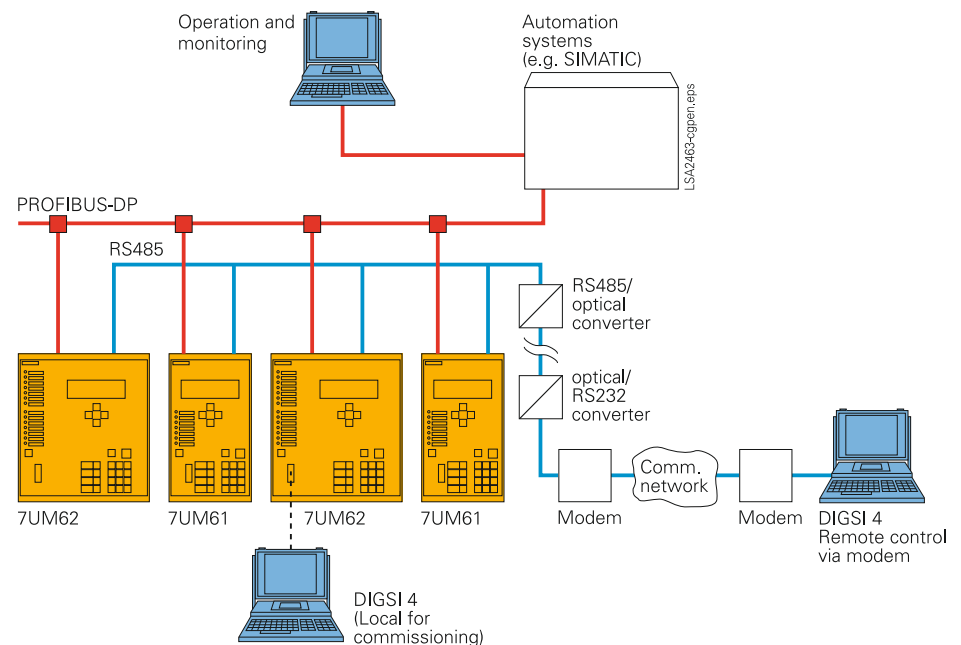 Operation and
monitoring
Automation
systems
(e.g. SIMATIC)
LSA2463-cgpen.eps
PROFIBUS-DP
RS485
RS485/
optical
converter
optical/
RS232
converter
Comm.
network
7UM62
7UM61
7UM62
7UM61
Modem
Modem
DIGSI 4
Remote control
via modem
DIGSI 4
(Local for
commissioning)